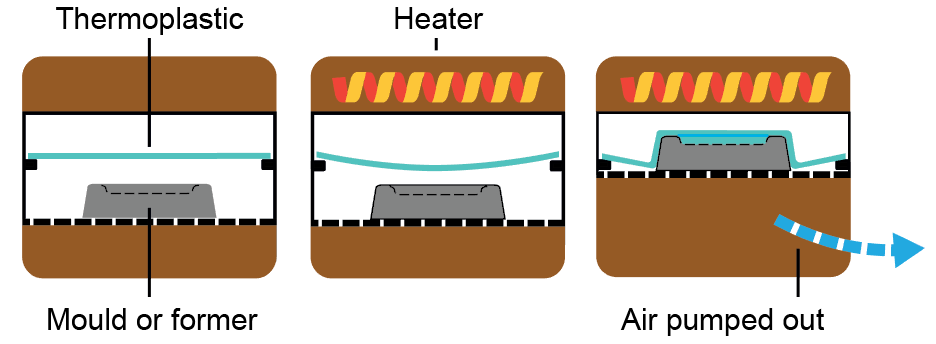 Thermoplastic
Heater
Mould or former
Air pumped out